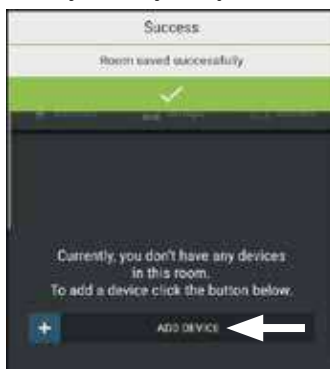 Success
Room saved successfully
Currently, you don't have any devices
in this room.
To add a device click the button below.
+ ADD DEVICE